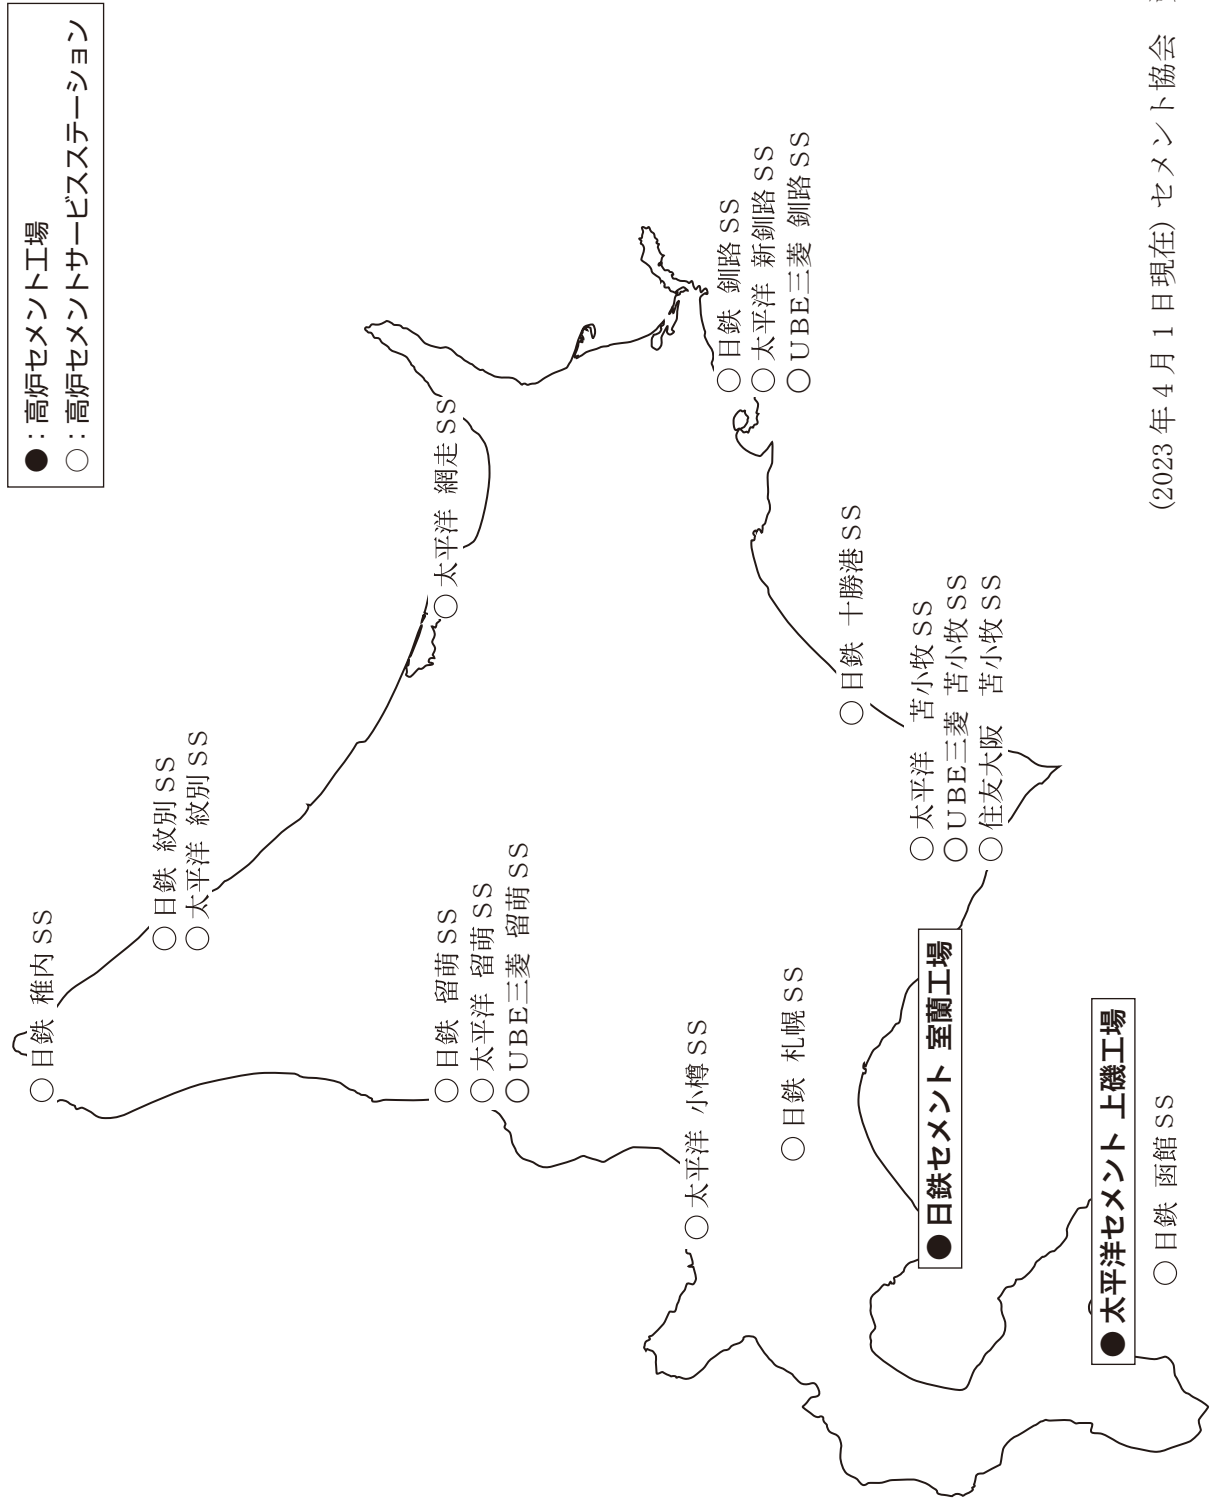 ●：高炉セメント工場
○：高炉セメントサービスステーション
○日鉄 稚内SS
○日鉄 紋別SS
○太平洋 紋別SS
○太平洋 網走SS
○日鉄 留萌SS
○太平洋 留萌SS
○UBE三菱 留萌SS
○日鉄 釧路SS
○太平洋 新釧路SS
○UBE三菱 釧路SS
○太平洋 小樽SS
○日鉄 札幌SS
○日鉄 十勝港SS
○太平洋 苫小牧SS
○UBE三菱 苫小牧SS
○住友大阪 苫小牧SS
●日鉄セメント 室蘭工場
●太平洋セメント 上磯工場
○日鉄 函館SS
(2023年4月1日現在) セメント協会